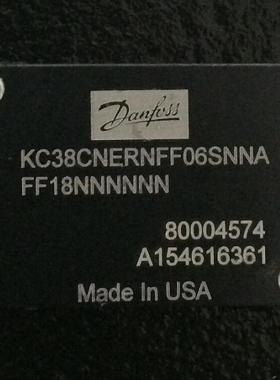 Danfoss
KC38CNERNFF06SNNA
FF18NNNNNN
80004574
A154616361
Made In USA